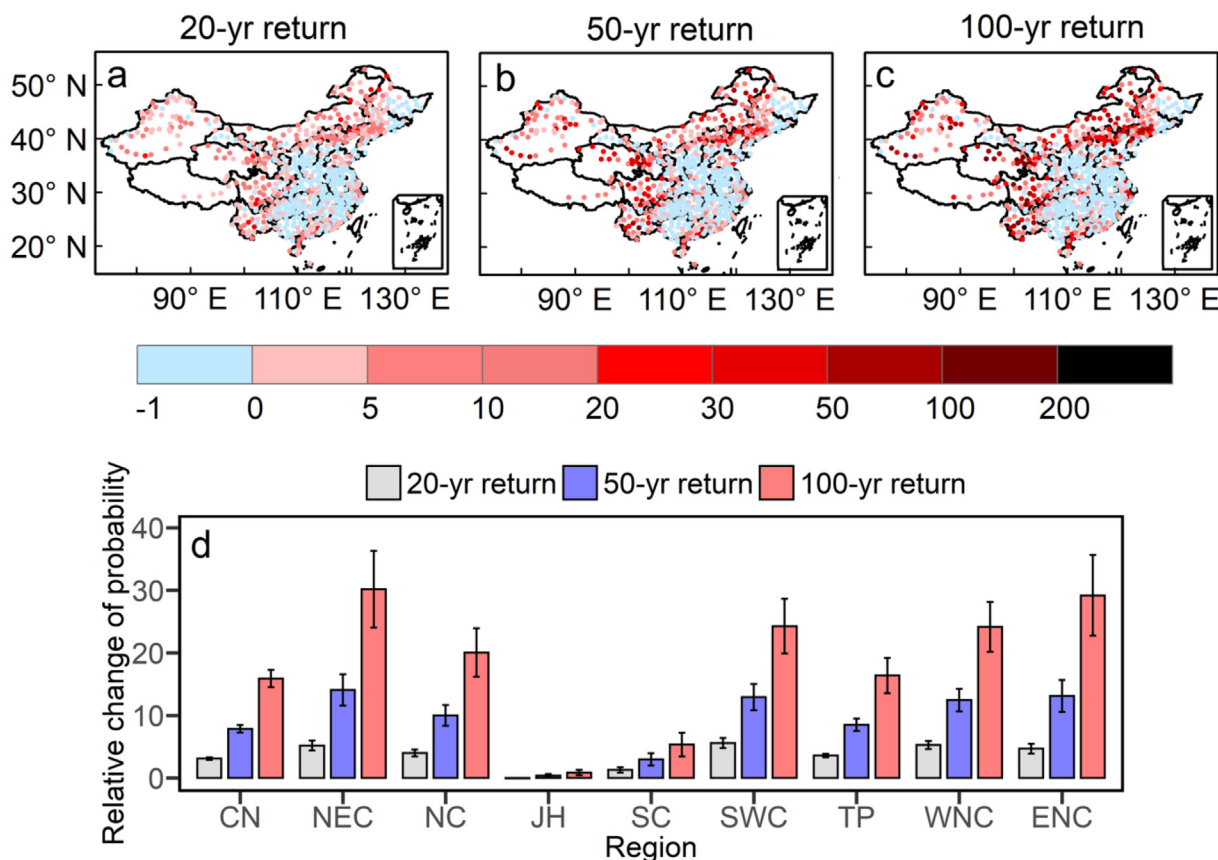 20-yr return 50-yr return 100-yr return
a b c
50° N
40° N
30° N
20° N
90° E 110° E 130° E 90° E 110° E 130° E 90° E 110° E 130° E
-1 0 5 10 20 30 50 100 200
20-yr return 50-yr return 100-yr return
d
Relative change of probability
40
30
20
10
0
CN NEC NC JH SC SWC TP WNC ENC
Region